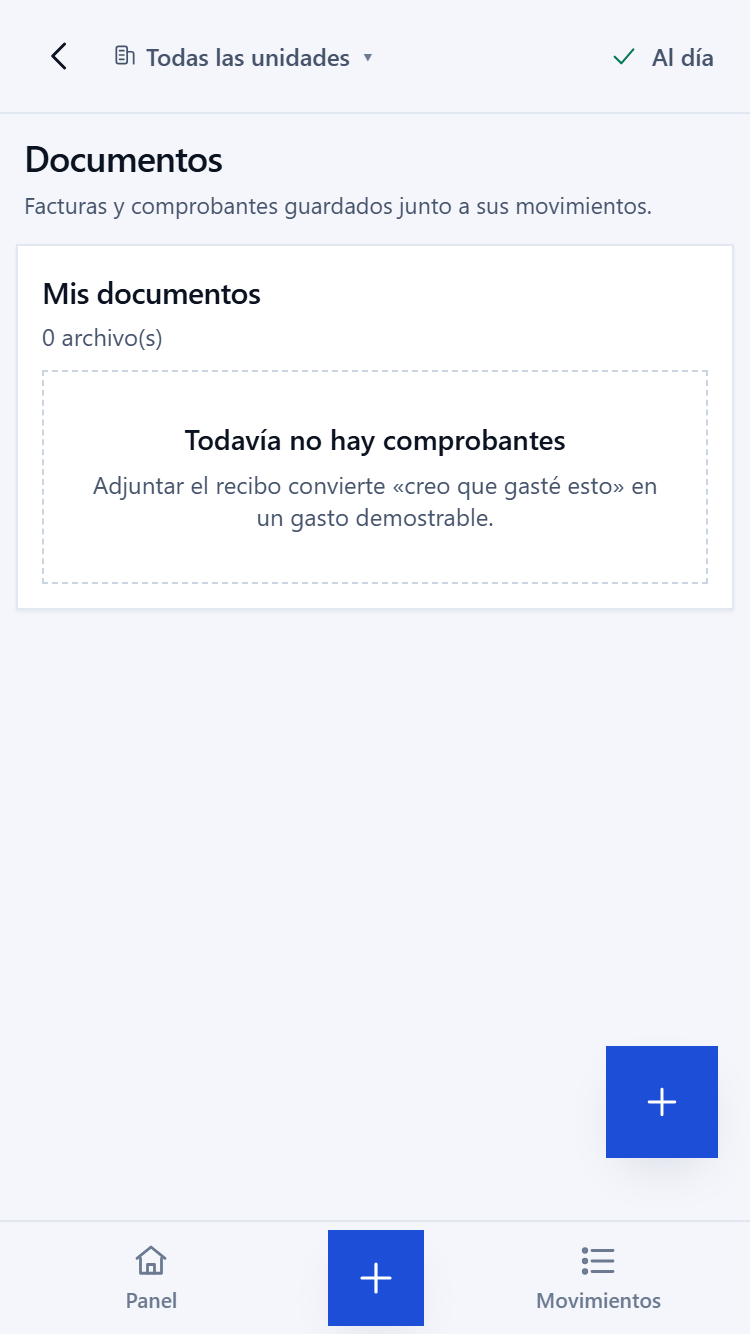 Todas las unidades
Al día
Documentos
Facturas y comprobantes guardados junto a sus movimientos.
Mis documentos
0 archivo(s)
Todavía no hay comprobantes
Adjuntar el recibo convierte «creo que gasté esto» en
un gasto demostrable.
Panel
Movimientos